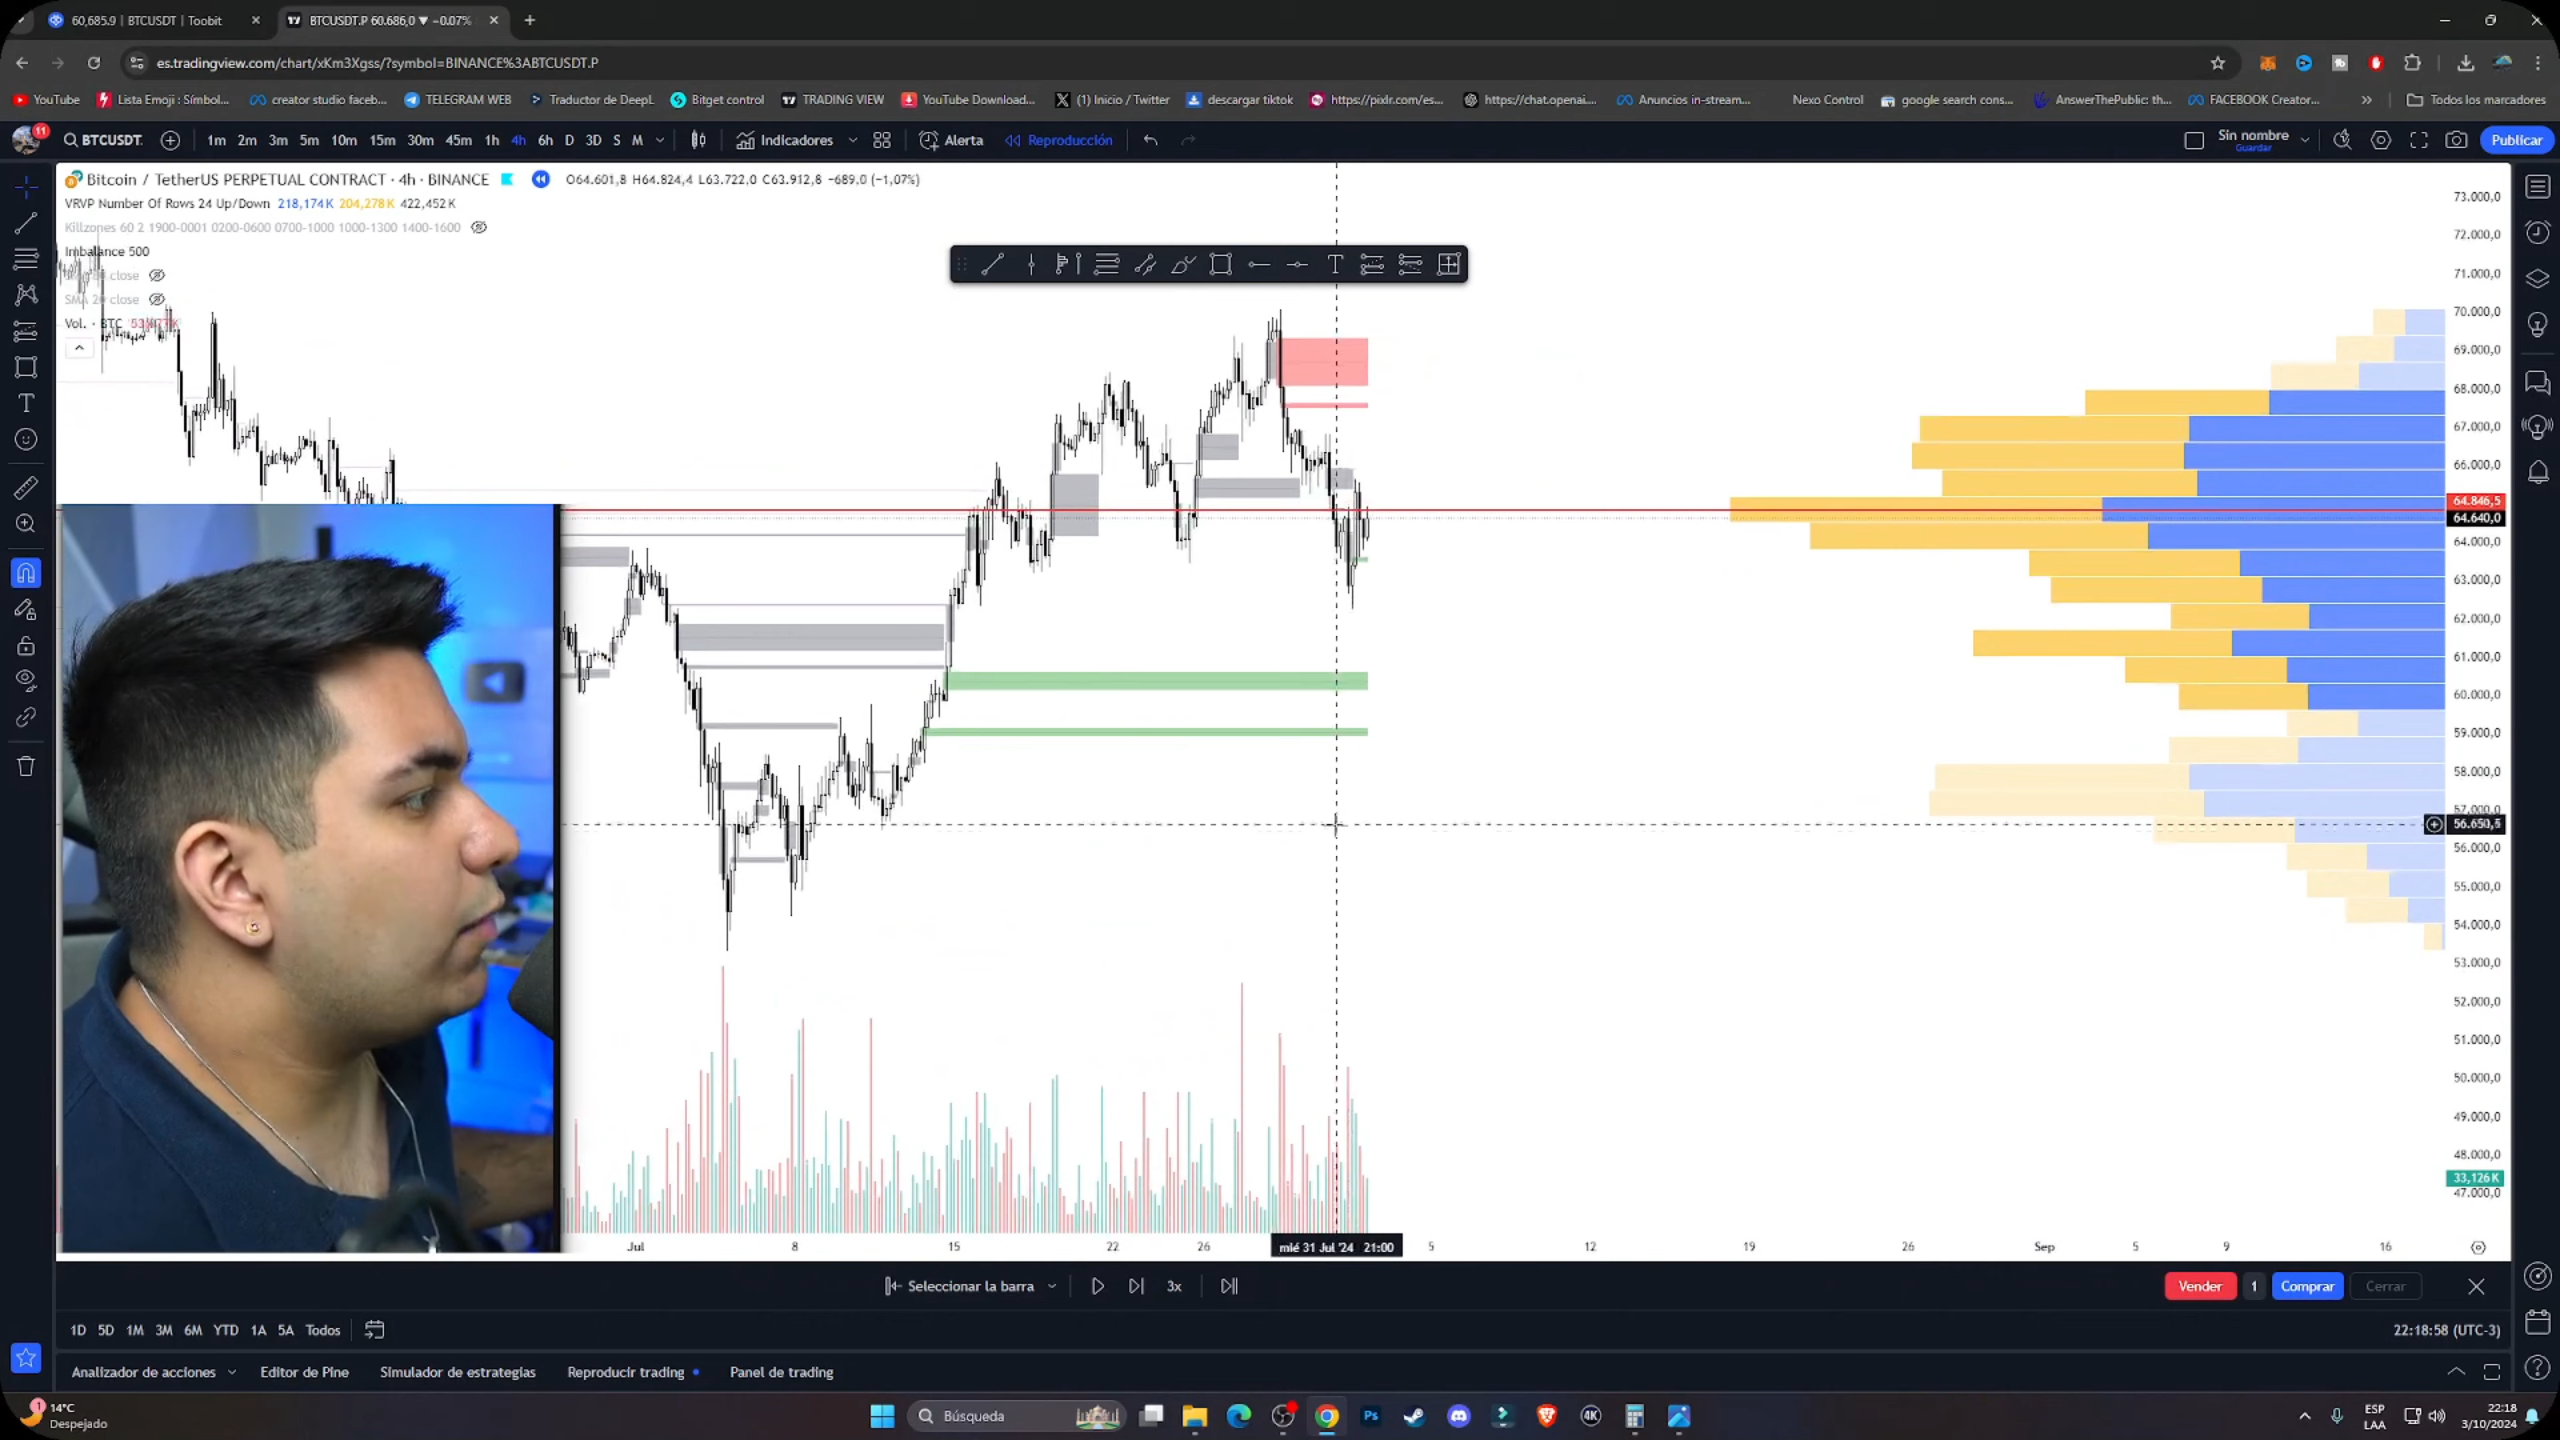 60,685.9 | BTCUSDT | Toobit
BTCUSDT.P 60.686,0 ▼ −0.07%
es.tradingview.com/chart/xKm3Xgss/?symbol=BINANCE%3ABTCUSDT.P
YouTube
Lista Emoji : Símbol...
creator studio faceb...
TELEGRAM WEB
Traductor de DeepL
Bitget control
TRADING VIEW
YouTube Download...
(1) Inicio / Twitter
descargar tiktok
https://pixlr.com/es...
https://chat.openai....
Anuncios in-stream...
Nexo Control
google search cons...
AnswerThePublic: th...
FACEBOOK Creator...
Todos los marcadores
11
BTCUSDT.
1m 2m 3m 5m 10m 15m 30m 45m 1h 4h 6h D 3D S M
Indicadores
Alerta
Reproducción
Sin nombre
Guardar
Publicar
Bitcoin / TetherUS PERPETUAL CONTRACT · 4h · BINANCE
O64.601,8 H64.824,4 L63.722,0 C63.912,8 −689,0 (−1,07%)
VRVP Number Of Rows 24 Up/Down 218,174K 204,278K 422,452K
Killzones 60 2 1900-0001 0200-0600 0700-1000 1000-1300 1400-1600
Imbalance 500
close
SMA 20 close
Vol. · BTC
73.000,0
72.000,0
71.000,0
70.000,0
69.000,0
68.000,0
67.000,0
66.000,0
64.846,5
64.640,0
64.000,0
63.000,0
62.000,0
61.000,0
60.000,0
59.000,0
58.000,0
57.000,0
56.650,5
56.000,0
55.000,0
54.000,0
53.000,0
52.000,0
51.000,0
50.000,0
49.000,0
48.000,0
33,126K
47.000,0
Jul 8 15 22 26 mié 31 Jul '24 21:00 5 12 19 26 Sep 5 9 16
Seleccionar la barra
3x
Vender
1
Comprar
Cerrar
1D 5D 1M 3M 6M YTD 1A 5A Todos
22:18:58 (UTC-3)
Analizador de acciones
Editor de Pine
Simulador de estrategias
Reproducir trading
Panel de trading
1
14°C
Despejado
Búsqueda
Ps
4K
ESP
LAA
22:18
3/10/2024